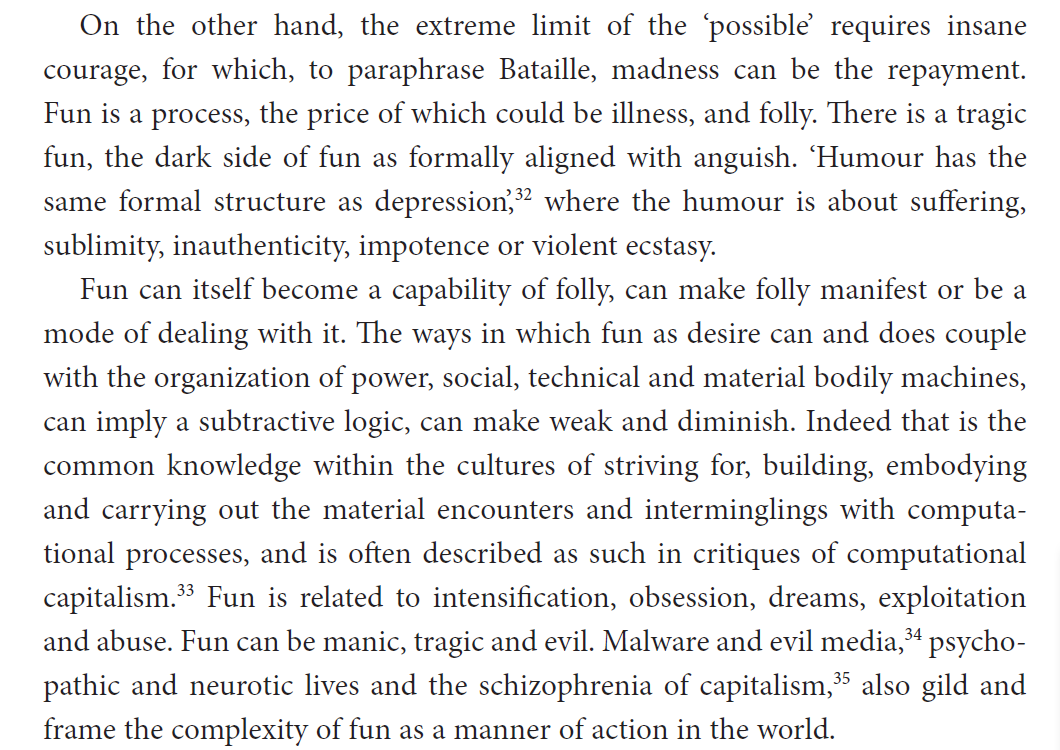 On the other hand, the extreme limit of the ‘possible’ requires insane
courage, for which, to paraphrase Bataille, madness can be the repayment.
Fun is a process, the price of which could be illness, and folly. There is a tragic
fun, the dark side of fun as formally aligned with anguish. ‘Humour has the
same formal structure as depression’,32 where the humour is about suffering,
sublimity, inauthenticity, impotence or violent ecstasy.
Fun can itself become a capability of folly, can make folly manifest or be a
mode of dealing with it. The ways in which fun as desire can and does couple
with the organization of power, social, technical and material bodily machines,
can imply a subtractive logic, can make weak and diminish. Indeed that is the
common knowledge within the cultures of striving for, building, embodying
and carrying out the material encounters and interminglings with computa-
tional processes, and is often described as such in critiques of computational
capitalism.33 Fun is related to intensification, obsession, dreams, exploitation
and abuse. Fun can be manic, tragic and evil. Malware and evil media,34 psycho-
pathic and neurotic lives and the schizophrenia of capitalism,35 also gild and
frame the complexity of fun as a manner of action in the world.